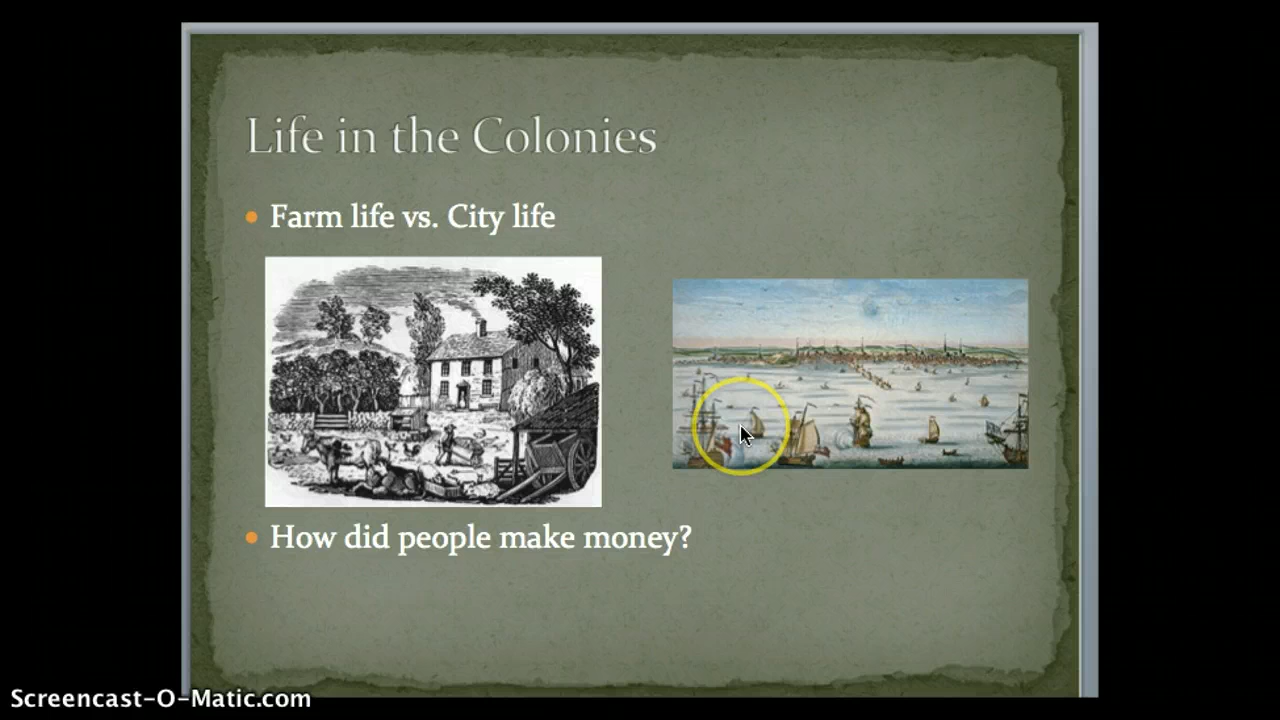 Life in the Colonies
Farm life vs. City life
How did people make money?
Screencast-O-Matic.com